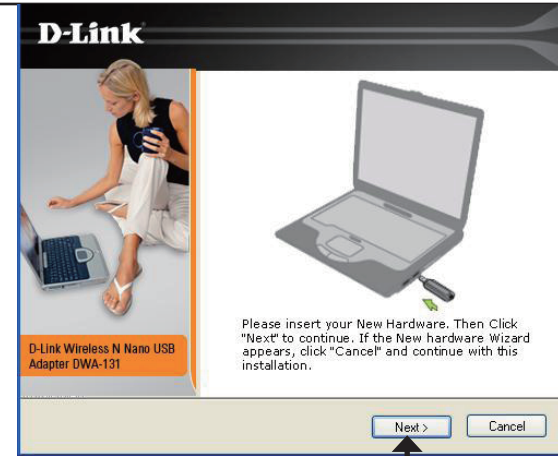 D-Link
Please insert your New Hardware. Then Click
"Next" to continue. If the New hardware Wizard
appears, click "Cancel" and continue with this
installation.
D-Link Wireless N Nano USB
Adapter DWA-131
Next >
Cancel